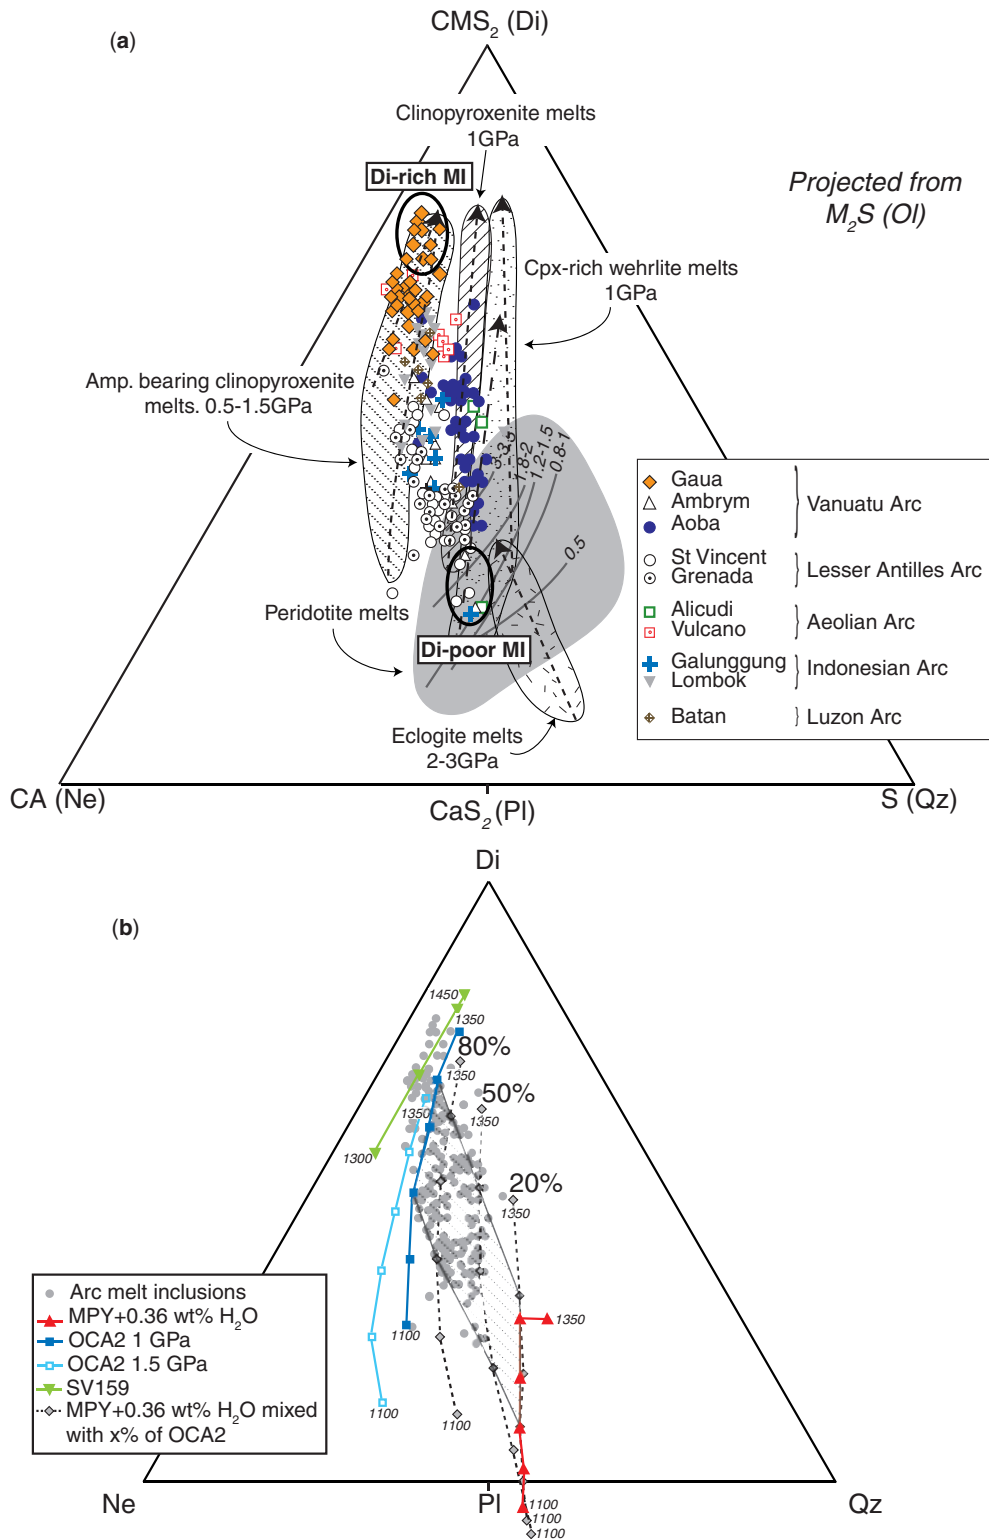 (a)
CMS2 (Di)
Clinopyroxenite melts
1GPa
Di-rich MI
Projected from
M2S (Ol)
Cpx-rich wehrlite melts
1GPa
Amp. bearing clinopyroxenite
melts. 0.5-1.5GPa
3-3.5
1.8-2
1.2-1.5
0.8-1
0.5
Peridotite melts
Di-poor MI
Eclogite melts
2-3GPa
Gaua
Ambrym
Aoba
Vanuatu Arc
St Vincent
Grenada
Lesser Antilles Arc
Alicudi
Vulcano
Aeolian Arc
Galunggung
Lombok
Indonesian Arc
Batan
Luzon Arc
CA (Ne)
CaS2 (Pl)
S (Qz)
(b)
Di
1450
1350
80%
1350
50%
1350
1350
20%
1350
1300
1350
1100
1100
1100
1100
1100
1100
Arc melt inclusions
MPY+0.36 wt% H2O
OCA2 1 GPa
OCA2 1.5 GPa
SV159
MPY+0.36 wt% H2O mixed
with x% of OCA2
Ne
Pl
Qz